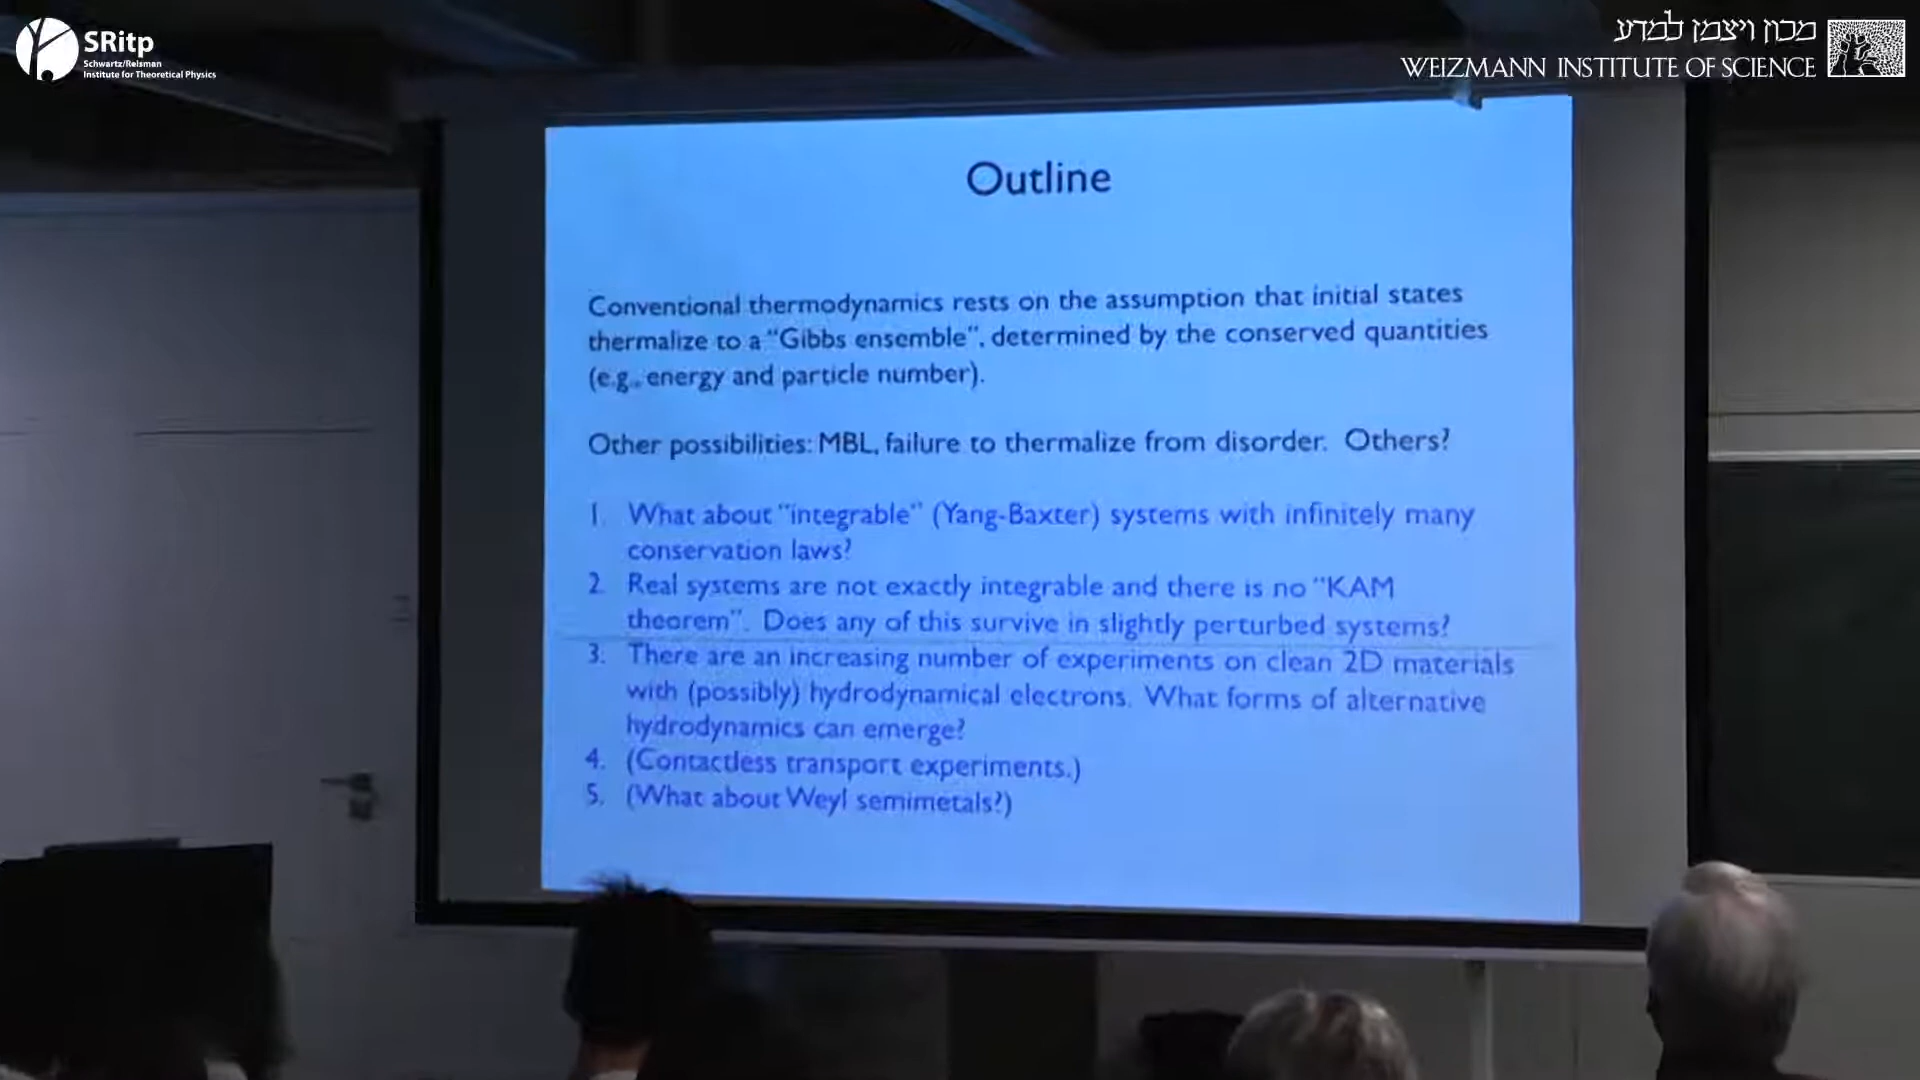 SRitp
Schwartz/Reisman
Institute for Theoretical Physics
מכון ויצמן למדע
WEIZMANN INSTITUTE OF SCIENCE
Outline
Conventional thermodynamics rests on the assumption that initial states
thermalize to a "Gibbs ensemble", determined by the conserved quantities
(e.g., energy and particle number).
Other possibilities: MBL, failure to thermalize from disorder. Others?
1. What about "integrable" (Yang-Baxter) systems with infinitely many
conservation laws?
2. Real systems are not exactly integrable and there is no "KAM
theorem". Does any of this survive in slightly perturbed systems?
3. There are an increasing number of experiments on clean 2D materials
with (possibly) hydrodynamical electrons. What forms of alternative
hydrodynamics can emerge?
4. (Contactless transport experiments.)
5. (What about Weyl semimetals?)